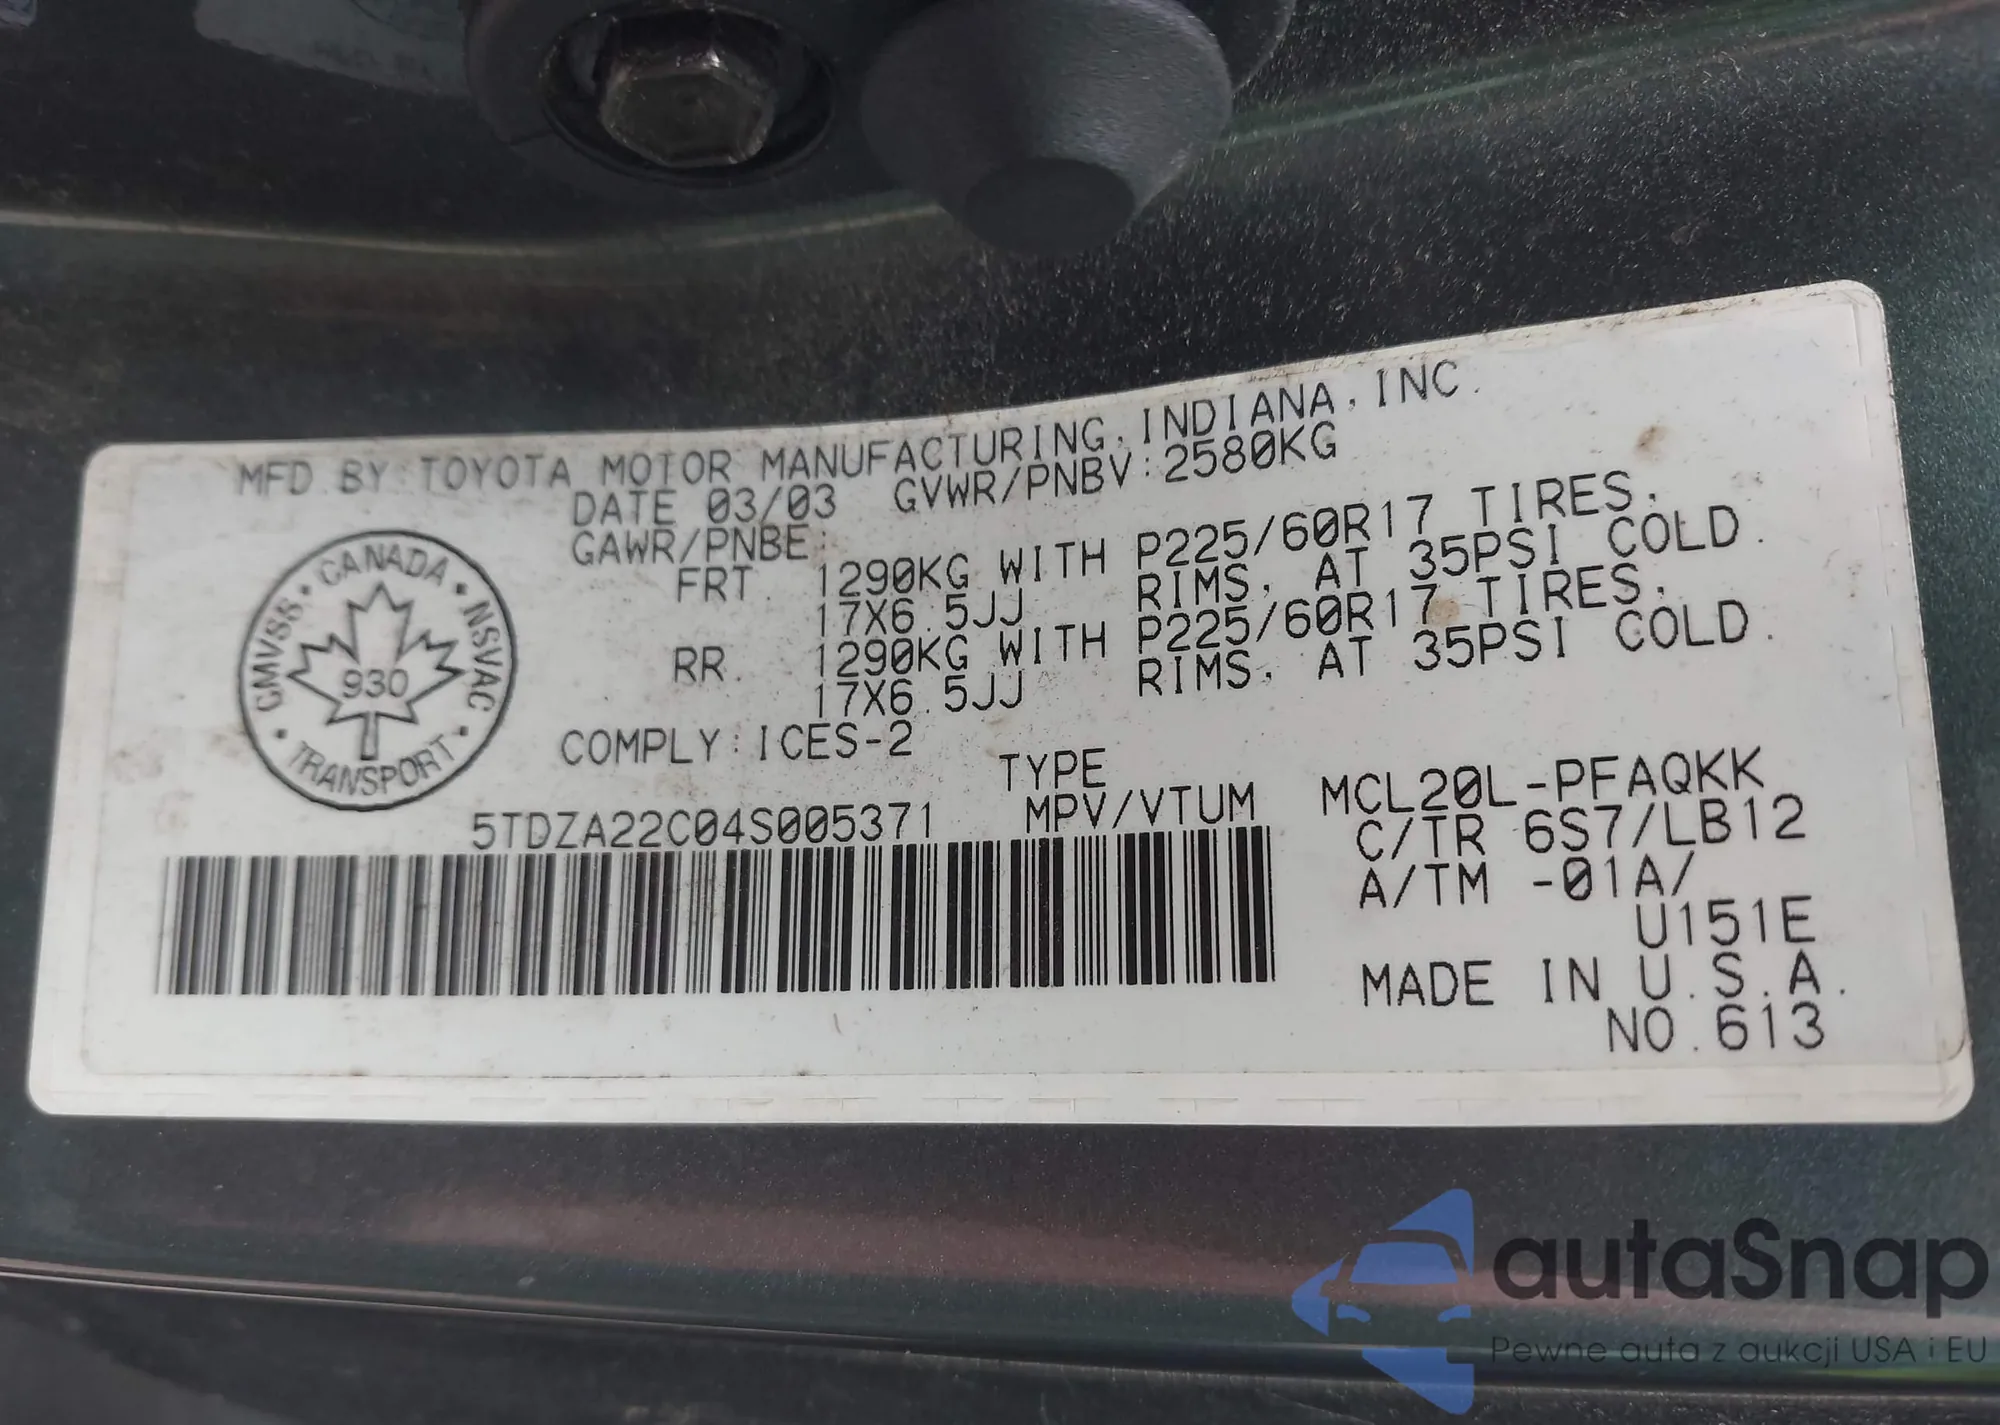 MFD.BY:TOYOTA MOTOR MANUFACTURING,INDIANA,INC.
DATE 03/03 GVWR/PNBV:2580KG
GAWR/PNBE:
FRT. 1290KG WITH P225/60R17 TIRES,
17X6.5JJ RIMS, AT 35PSI COLD.
RR. 1290KG WITH P225/60R17 TIRES,
17X6.5JJ RIMS, AT 35PSI COLD.
COMPLY:ICES-2
CMVSS · CANADA · NSVAC · TRANSPORT ·
930
5TDZA22C04S005371
TYPE
MPV/VTUM
MCL20L-PFAQKK
C/TR 6S7/LB12
A/TM -01A/
U151E
MADE IN U.S.A.
NO.613
autaSnap
Pewne auta z aukcji USA i EU